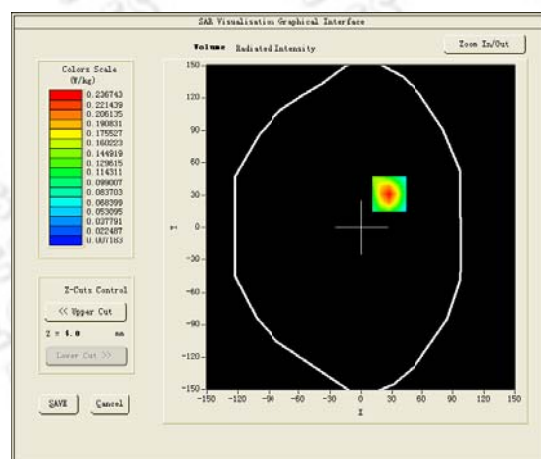 SAR Visualisation Graphical Interface
Volume Radiated Intensity
Zoom In/Out
Colors Scale
(W/kg)
0.236743
0.221439
0.206135
0.190831
0.175527
0.160223
0.144919
0.129615
0.114311
0.099007
0.083703
0.068399
0.053095
0.037791
0.022487
0.007183
150
120
90
60
30
0
-30
-60
-90
-120
-150
Y
-150 -120 -90 -60 -30 0 30 60 90 120 150
X
Z-Cuts Control
<< Upper Cut
Z = 4.0 mm
Lower Cut >>
SAVE
Cancel